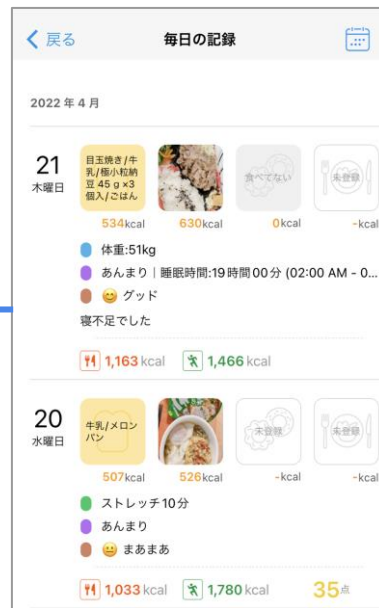 戻る
毎日の記録
2022 年 4 月
21
木曜日
目玉焼き/牛
乳/極小粒納
豆 45 g ×3
個入/ごはん
食べてない
未登録
534kcal
630kcal
0kcal
-kcal
体重:51kg
あんまり｜睡眠時間:19時間00分 (02:00 AM - 0...
グッド
寝不足でした
1,163 kcal
1,466 kcal
20
水曜日
牛乳/メロン
パン
未登録
未登録
507kcal
526kcal
-kcal
-kcal
ストレッチ10分
あんまり
まあまあ
1,033 kcal
1,780 kcal
35点